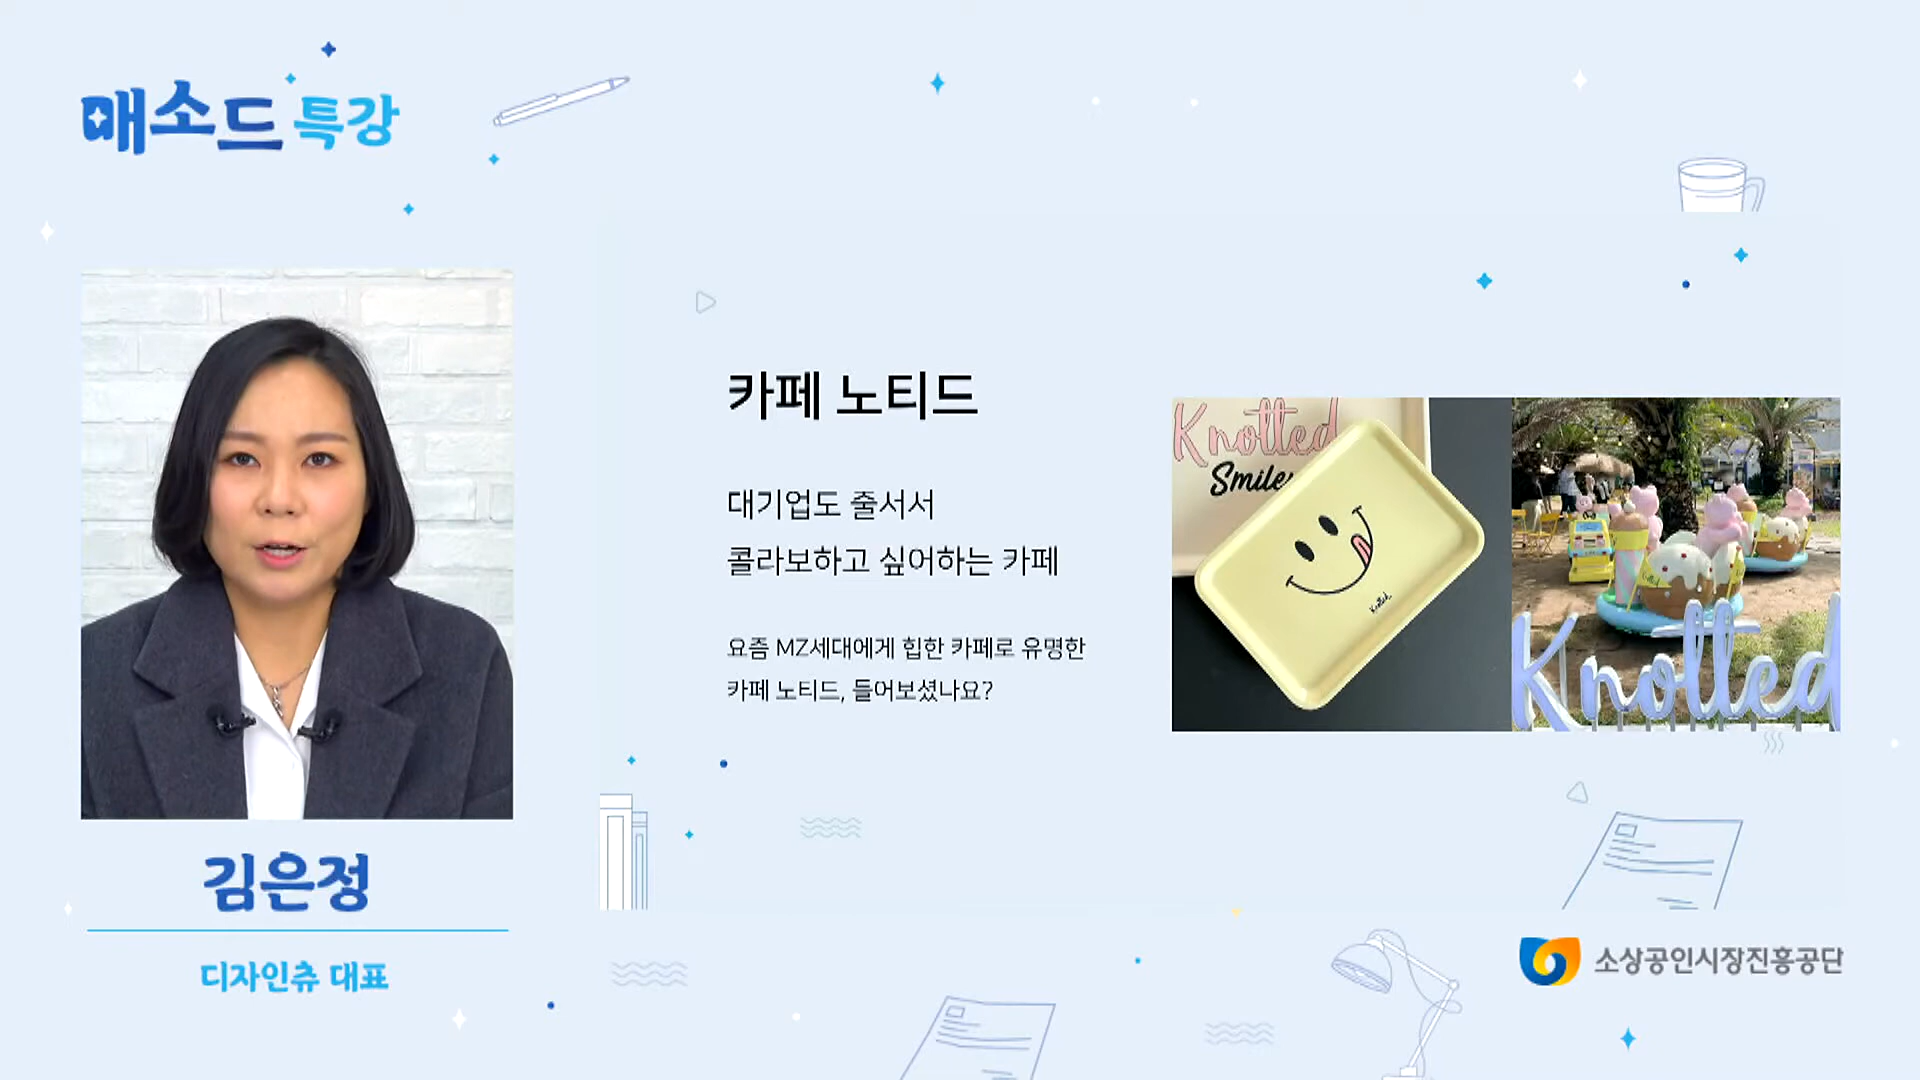 매소드 특강
카페 노티드
대기업도 줄서서
콜라보하고 싶어하는 카페
요즘 MZ세대에게 힙한 카페로 유명한
카페 노티드, 들어보셨나요?
Knotted
Smile
Knotted
Knotted
김은정
디자인츄 대표
소상공인시장진흥공단